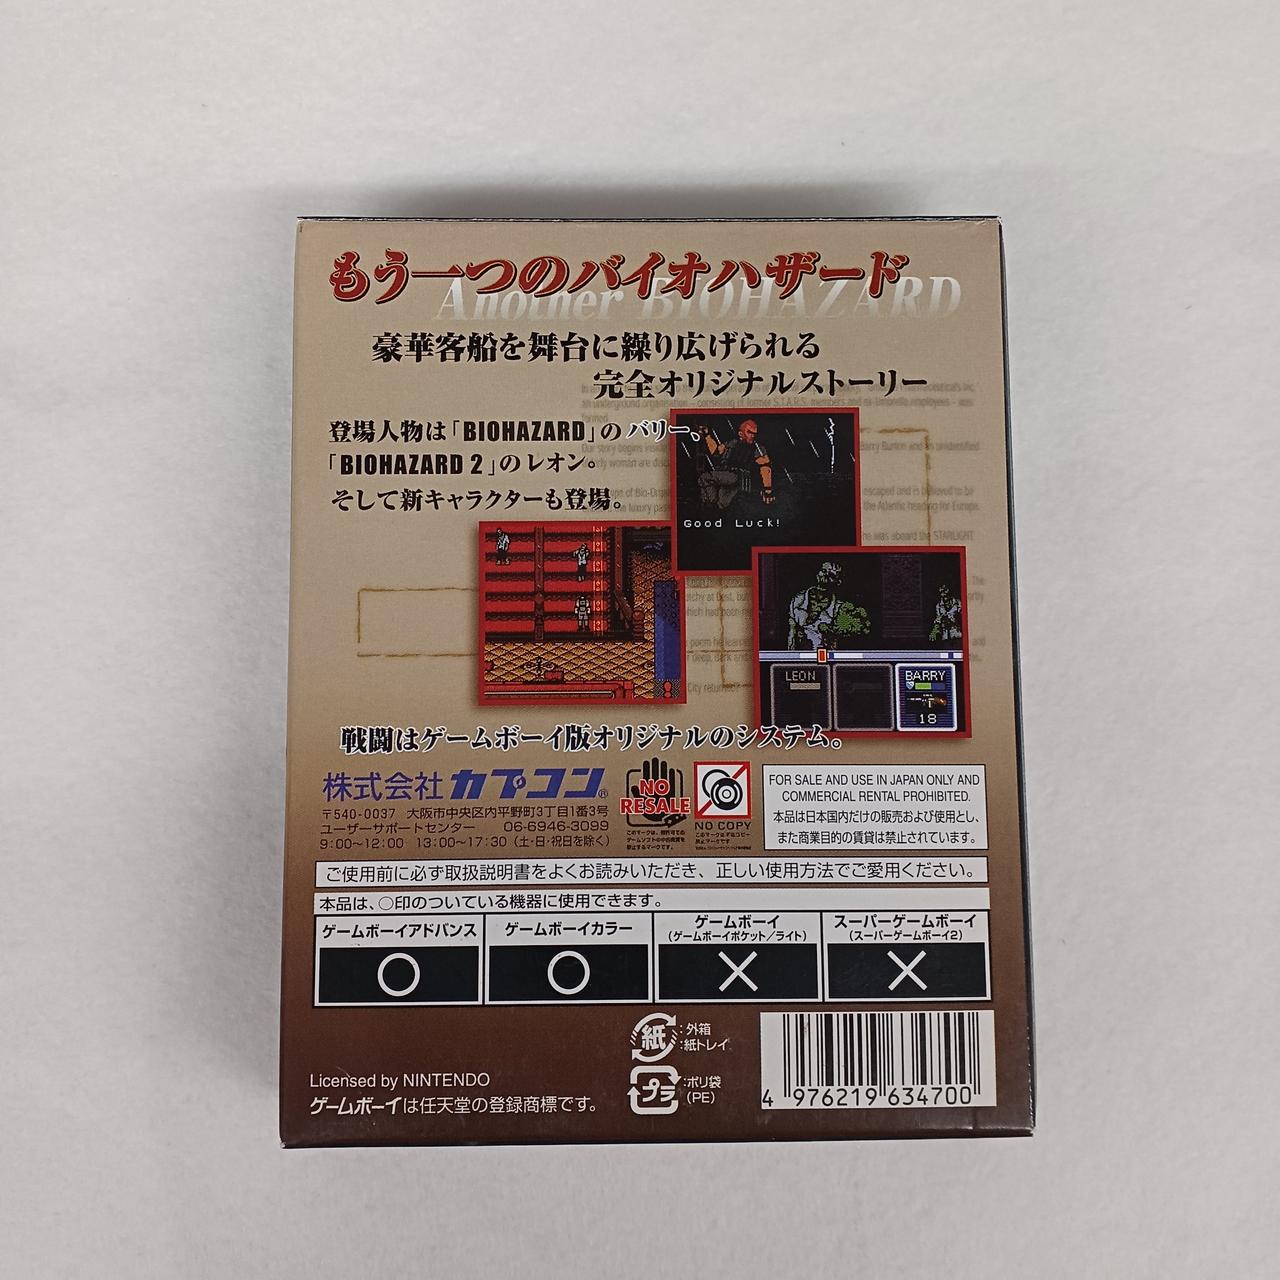 もう一つのバイオハザード
Another BIOHAZARD
豪華客船を舞台に繰り広げられる
完全オリジナルストーリー
登場人物は「BIOHAZARD」のバリー、
「BIOHAZARD 2」のレオン。
そして新キャラクターも登場。
Good Luck!
LEON
BARRY
18
戦闘はゲームボーイ版オリジナルのシステム。
株式会社カプコン®
〒540-0037 大阪市中央区内平野町3丁目1番3号
ユーザーサポートセンター 06-6946-3099
9:00~12:00 13:00~17:30（土・日・祝日を除く）
NO
RESALE
NO COPY
FOR SALE AND USE IN JAPAN ONLY AND
COMMERCIAL RENTAL PROHIBITED.
本品は日本国内だけの販売および使用とし、
また商業目的の賃貸は禁止されています。
ご使用前に必ず取扱説明書をよくお読みいただき、正しい使用方法でご愛用ください。
本品は、○印のついている機器に使用できます。
ゲームボーイアドバンス
○
ゲームボーイカラー
○
ゲームボーイ
（ゲームボーイポケット／ライト）
×
スーパーゲームボーイ
（スーパーゲームボーイ2）
×
紙:外箱
:紙トレイ
プラ:ポリ袋
(PE)
Licensed by NINTENDO
ゲームボーイは任天堂の登録商標です。
4 976219 634700